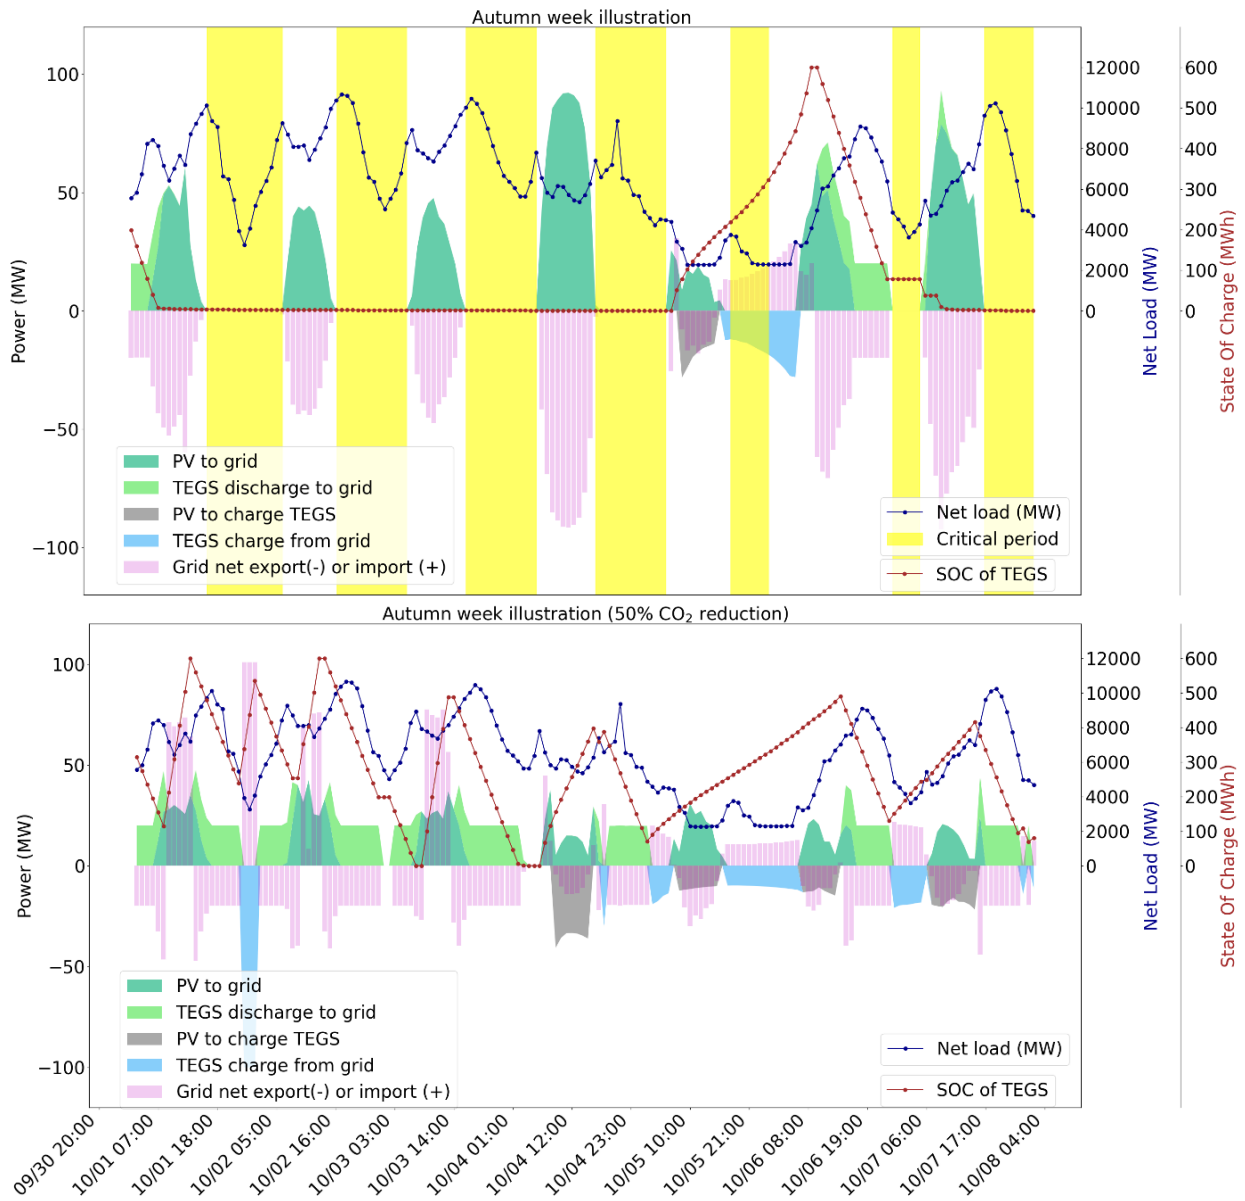 Autumn week illustration
100
50
0
−50
−100
Power (MW)
12000
10000
8000
6000
4000
2000
0
Net Load (MW)
600
500
400
300
200
100
0
State Of Charge (MWh)
PV to grid
TEGS discharge to grid
PV to charge TEGS
TEGS charge from grid
Grid net export(-) or import (+)
Net load (MW)
Critical period
SOC of TEGS
Autumn week illustration (50% CO₂ reduction)
100
50
0
−50
−100
Power (MW)
12000
10000
8000
6000
4000
2000
0
Net Load (MW)
600
500
400
300
200
100
0
State Of Charge (MWh)
PV to grid
TEGS discharge to grid
PV to charge TEGS
TEGS charge from grid
Grid net export(-) or import (+)
Net load (MW)
SOC of TEGS
09/30 20:00
10/01 07:00
10/01 18:00
10/02 05:00
10/02 16:00
10/03 03:00
10/03 14:00
10/04 01:00
10/04 12:00
10/04 23:00
10/05 10:00
10/05 21:00
10/06 08:00
10/06 19:00
10/07 06:00
10/07 17:00
10/08 04:00